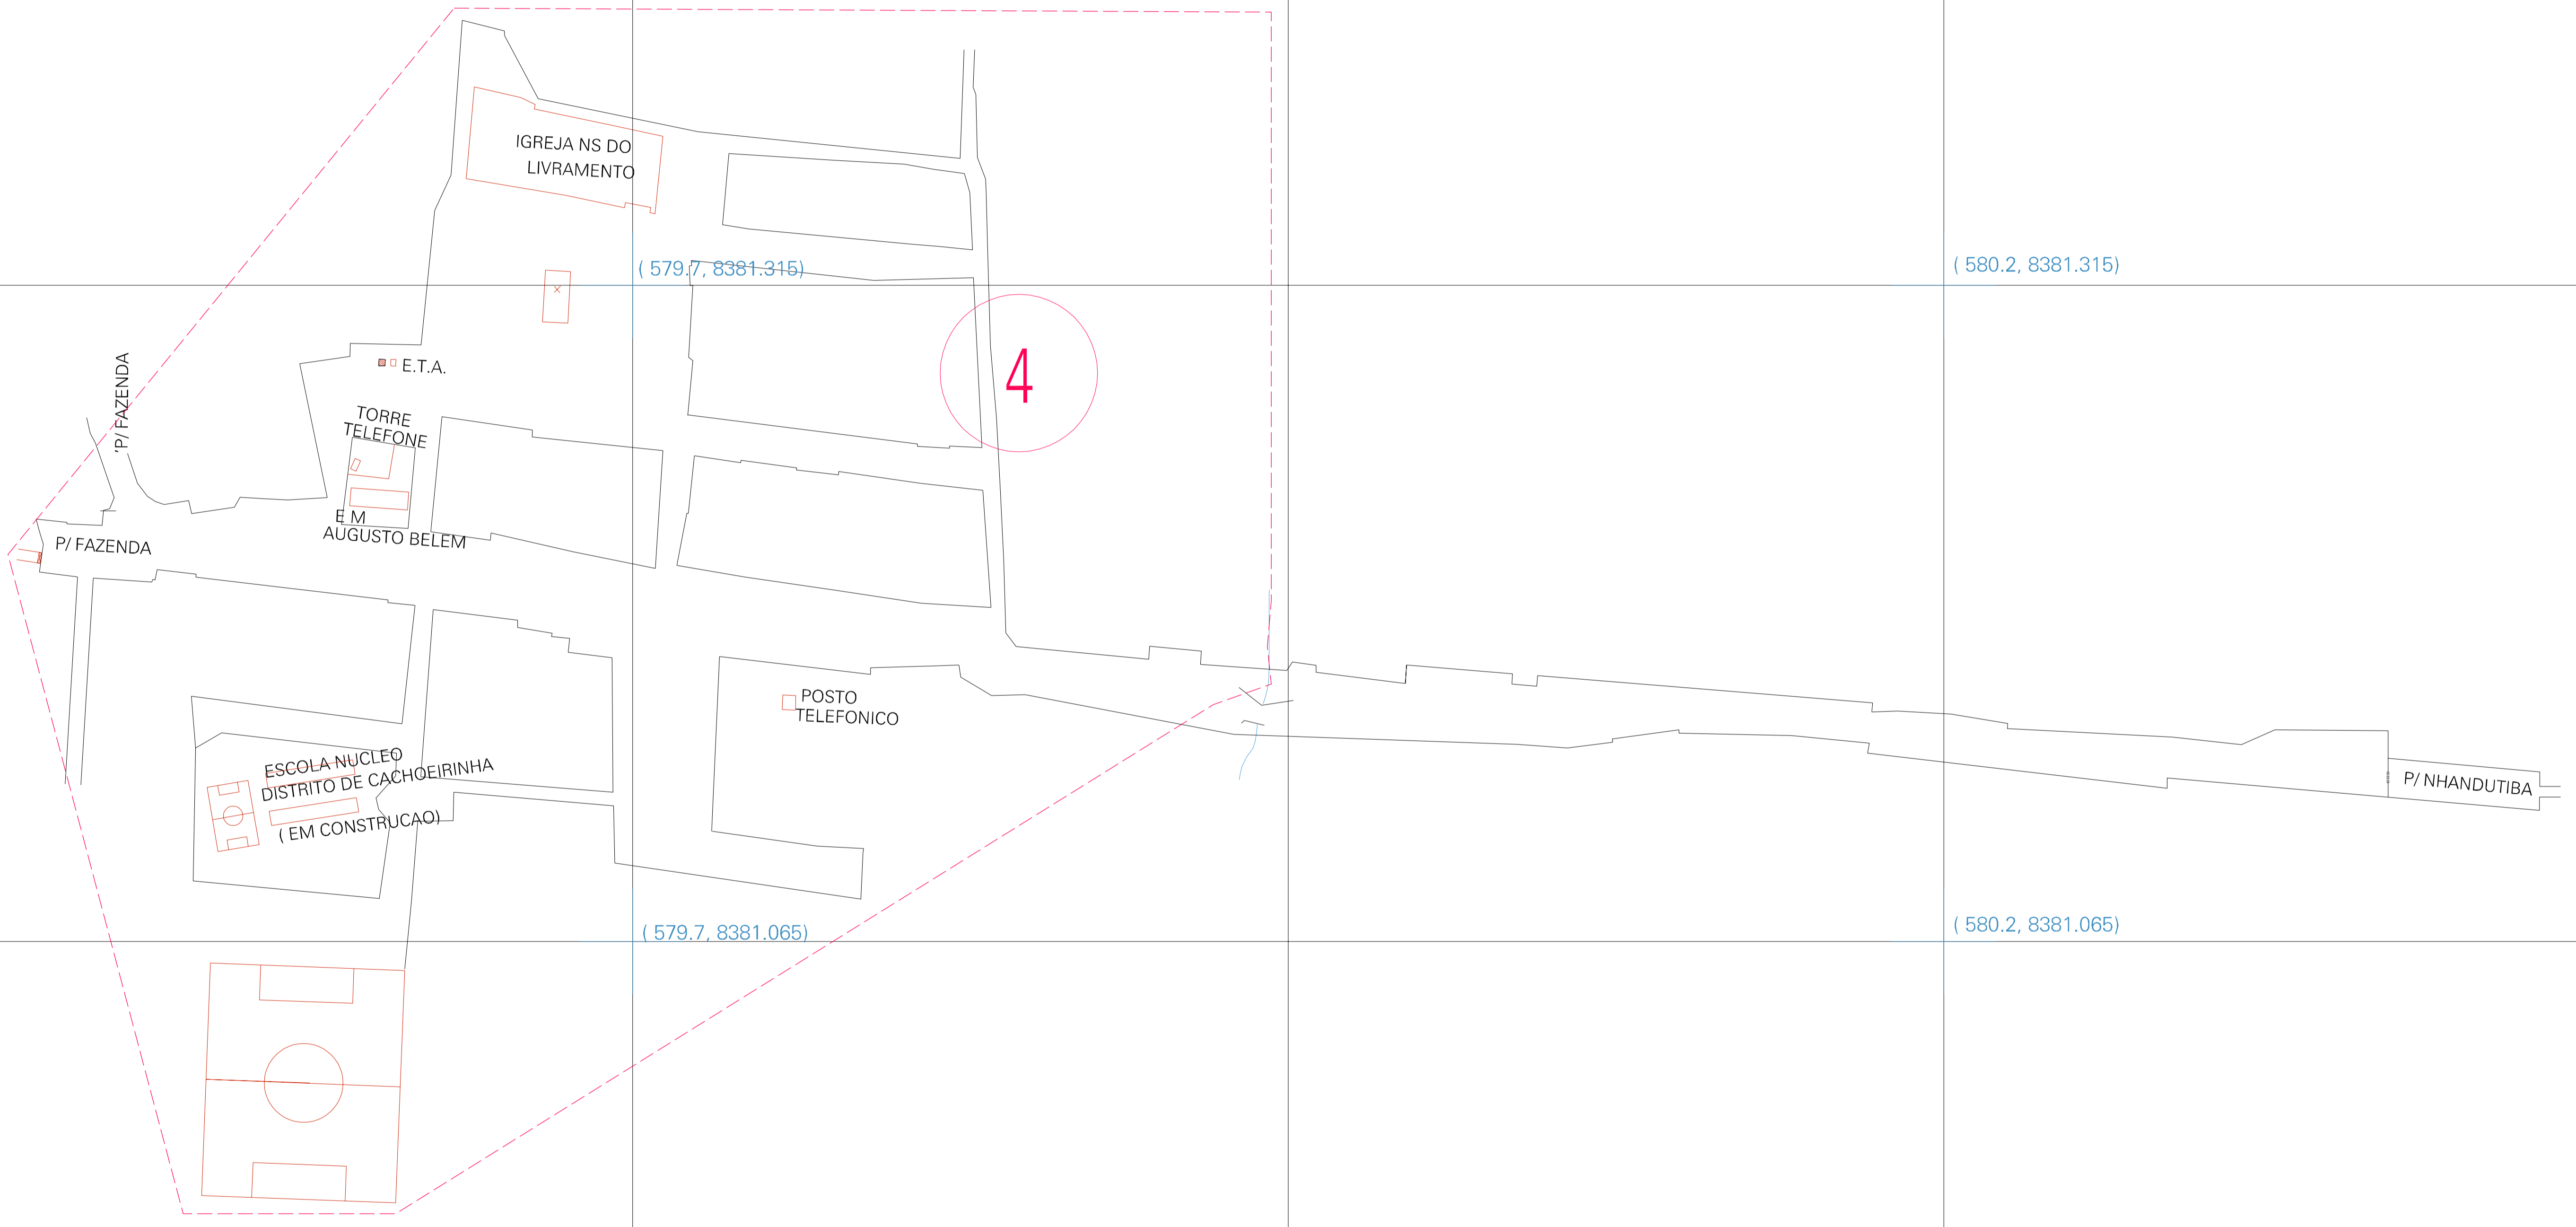 IGREJA NS DO
LIVRAMENTO
( 579.7, 8381.315)
( 580.2, 8381.315)
4
E.T.A.
'P/ FAZENDA
TORRE
TELEFONE
E M
AUGUSTO BELEM
P/ FAZENDA
POSTO
TELEFONICO
ESCOLA NUCLEO
DISTRITO DE CACHOEIRINHA
( EM CONSTRUCAO)
P/ NHANDUTIBA
( 579.7, 8381.065)
( 580.2, 8381.065)